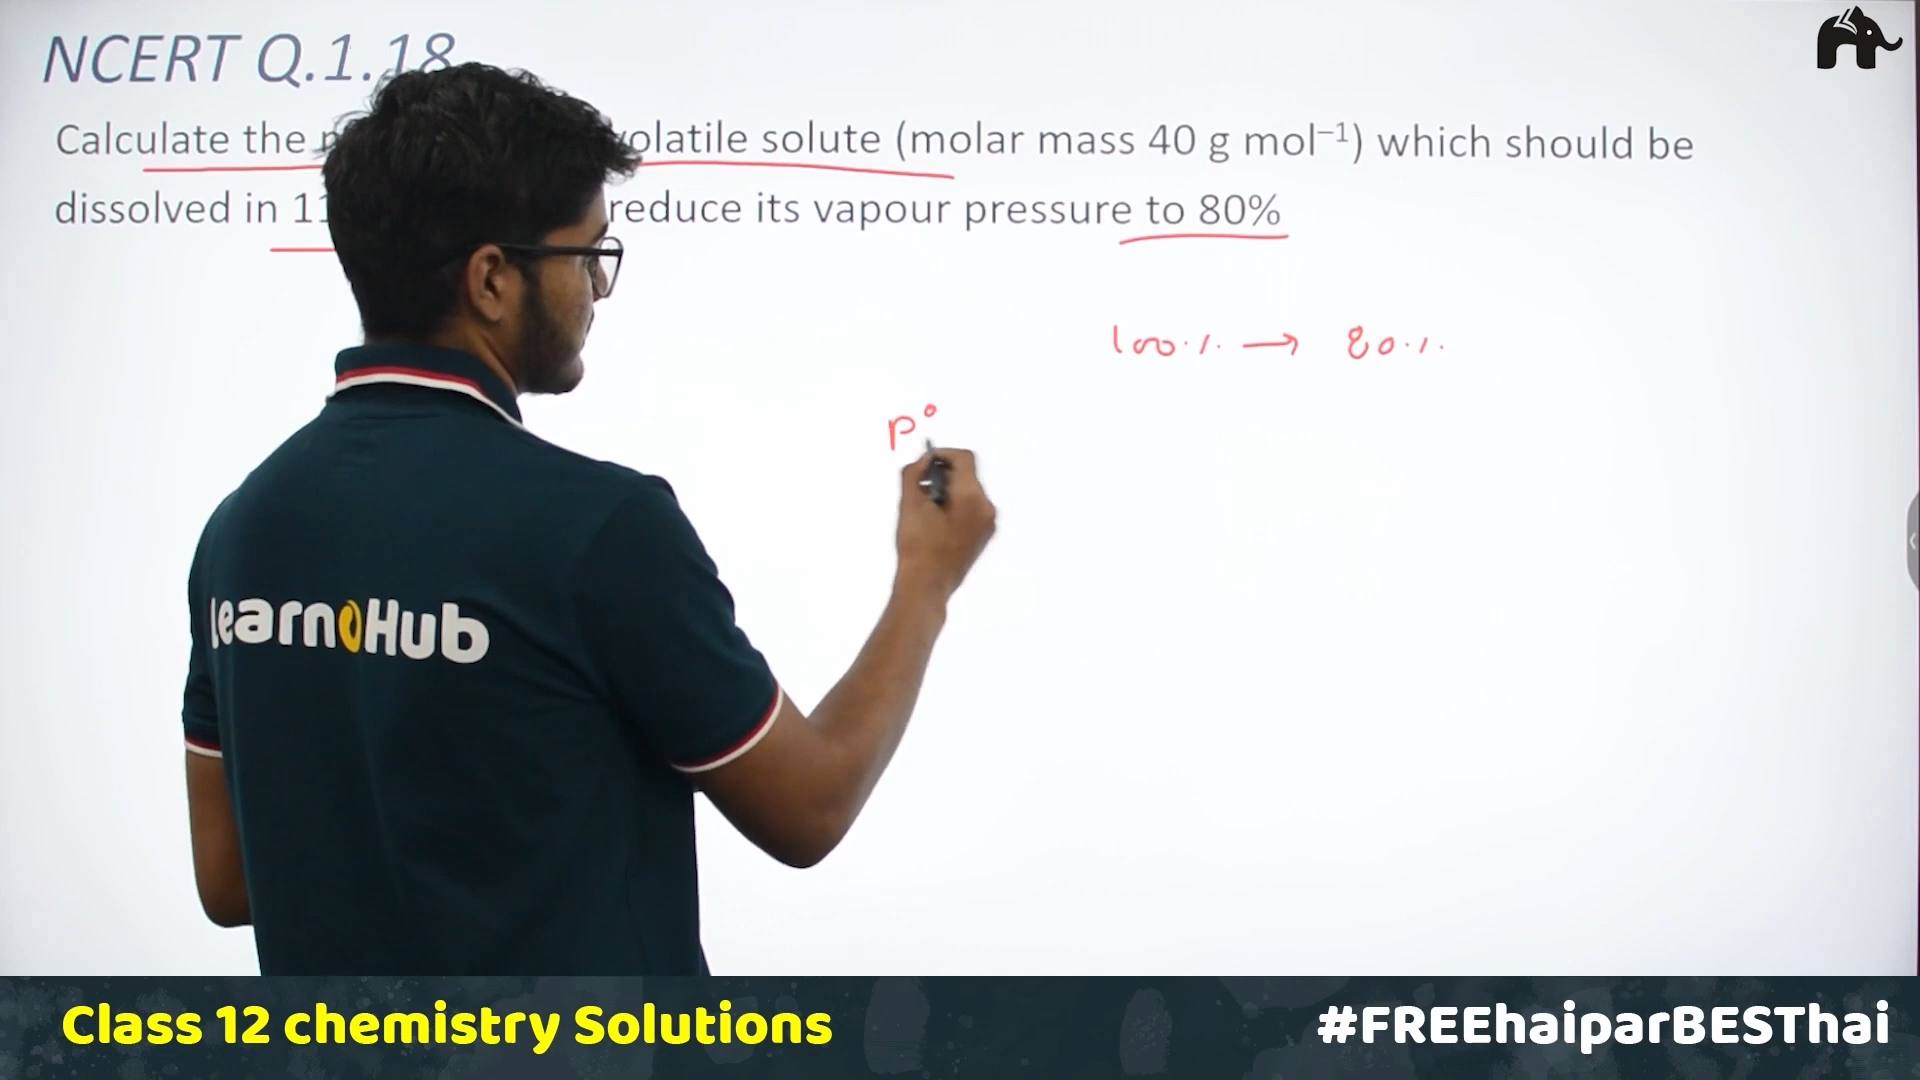 NCERT Q.1.18
Calculate the olatile solute (molar mass 40 g mol⁻¹) which should be
dissolved in 11 reduce its vapour pressure to 80%
100% → 80%
p°
LearnoHub
Class 12 chemistry Solutions
#FREEhaiparBESThai